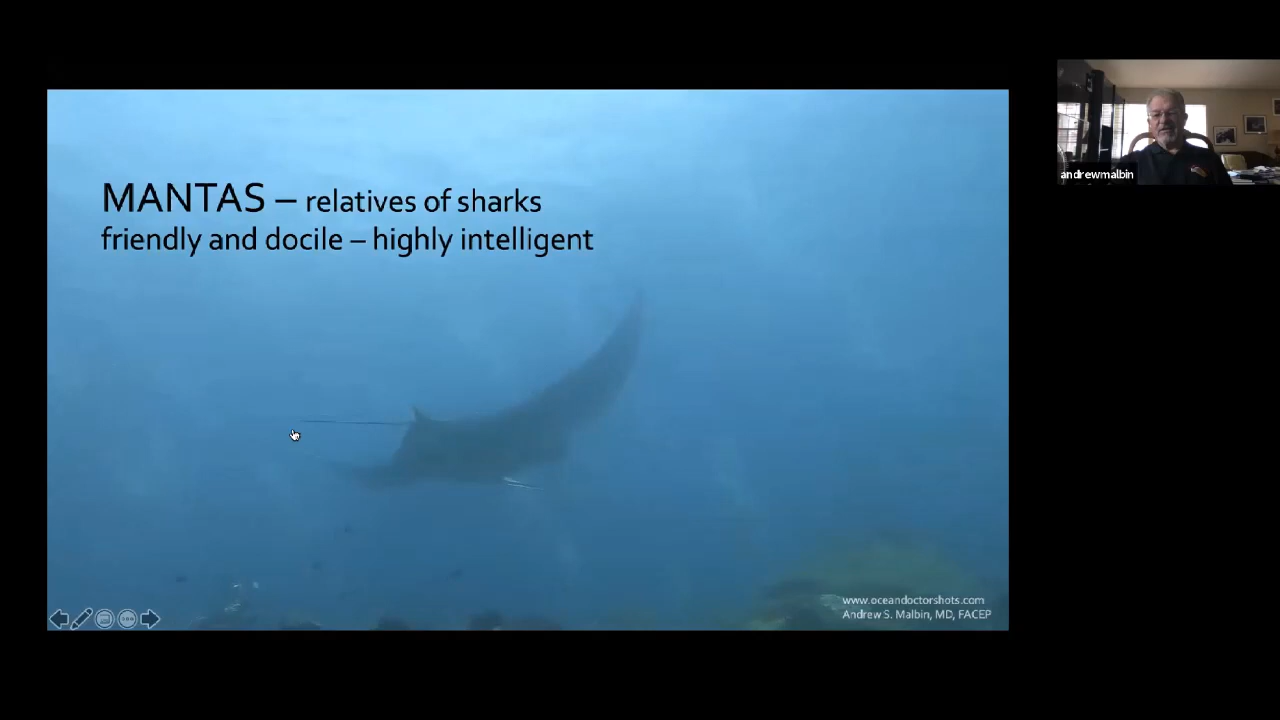 MANTAS – relatives of sharks
friendly and docile – highly intelligent
www.oceandoctorshots.com
Andrew S. Malbin, MD, FACEP
andrewmalbin